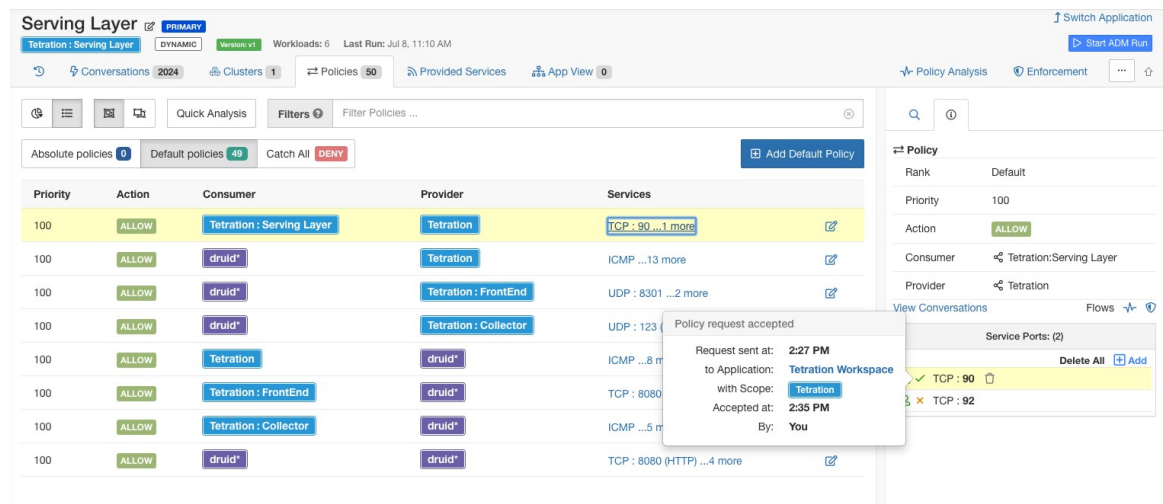 Serving Layer PRIMARY
Switch Application
Tetration : Serving Layer DYNAMIC Version: v1 Workloads: 6 Last Run: Jul 8, 11:10 AM
Start ADM Run
Conversations 2024 Clusters 1 Policies 50 Provided Services App View 0
Policy Analysis Enforcement ...
Quick Analysis Filters Filter Policies ...
Absolute policies 0 Default policies 49 Catch All DENY
Add Default Policy
Priority Action Consumer Provider Services
100 ALLOW Tetration : Serving Layer Tetration TCP : 90 ...1 more
100 ALLOW druid* Tetration ICMP ...13 more
100 ALLOW druid* Tetration : FrontEnd UDP : 8301 ...2 more
100 ALLOW druid* Tetration : Collector UDP : 123 (
100 ALLOW Tetration druid* ICMP ...8 m
100 ALLOW Tetration : FrontEnd druid* TCP : 8080
100 ALLOW Tetration : Collector druid* ICMP ...5 m
100 ALLOW druid* druid* TCP : 8080 (HTTP) ...4 more
Policy request accepted
Request sent at: 2:27 PM
to Application: Tetration Workspace
with Scope: Tetration
Accepted at: 2:35 PM
By: You
Policy
Rank Default
Priority 100
Action ALLOW
Consumer Tetration:Serving Layer
Provider Tetration
View Conversations Flows
Service Ports: (2)
Delete All Add
TCP : 90
TCP : 92